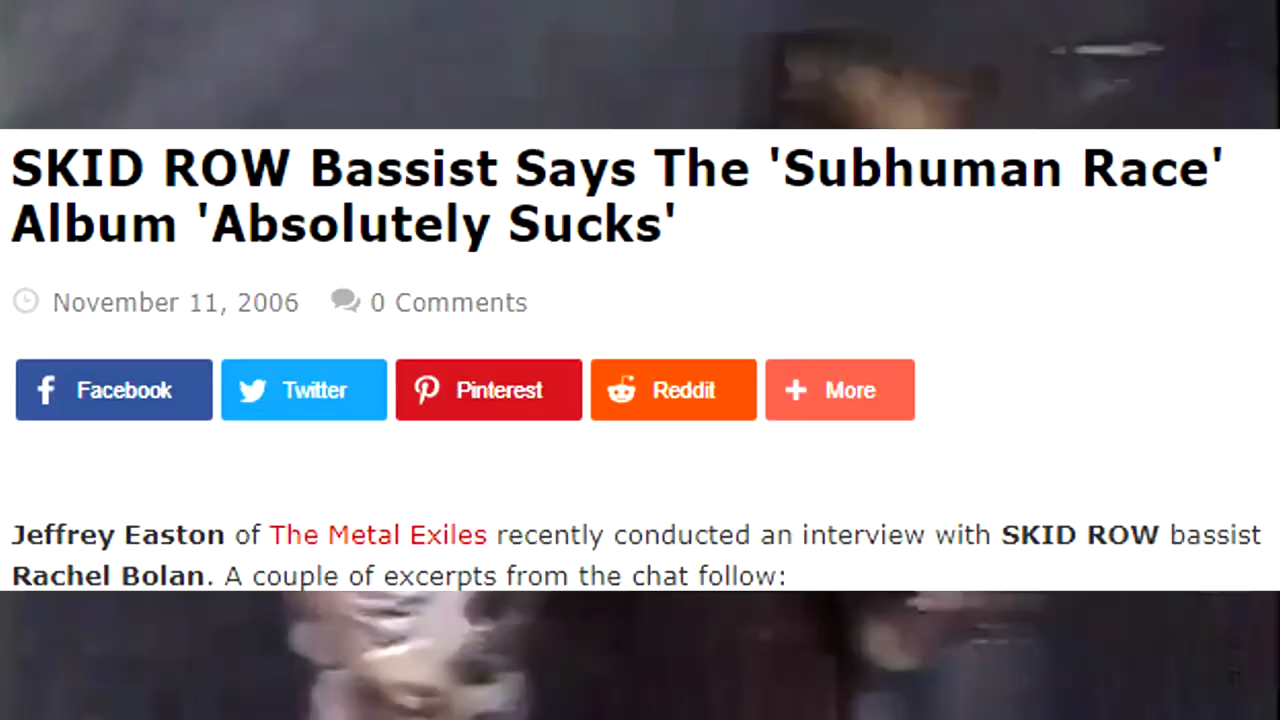 SKID ROW Bassist Says The 'Subhuman Race'
Album 'Absolutely Sucks'
November 11, 2006 0 Comments
Facebook Twitter Pinterest Reddit More
Jeffrey Easton of The Metal Exiles recently conducted an interview with SKID ROW bassist
Rachel Bolan. A couple of excerpts from the chat follow: